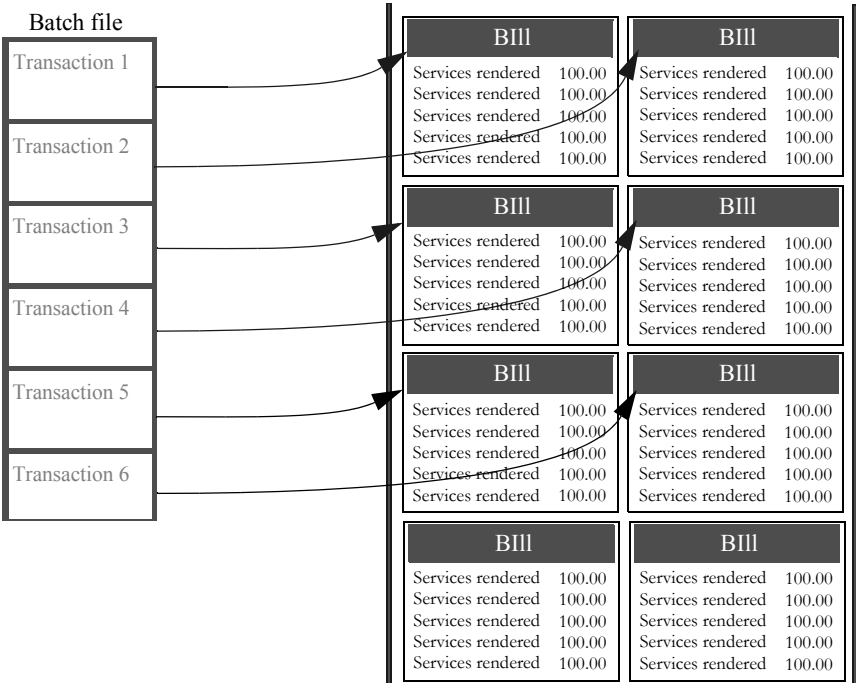 Batch file
Transaction 1
Transaction 2
Transaction 3
Transaction 4
Transaction 5
Transaction 6
BIll
Services rendered 100.00
Services rendered 100.00
Services rendered 100.00
Services rendered 100.00
Services rendered 100.00
BIll
Services rendered 100.00
Services rendered 100.00
Services rendered 100.00
Services rendered 100.00
Services rendered 100.00
BIll
Services rendered 100.00
Services rendered 100.00
Services rendered 100.00
Services rendered 100.00
Services rendered 100.00
BIll
Services rendered 100.00
Services rendered 100.00
Services rendered 100.00
Services rendered 100.00
Services rendered 100.00
BIll
Services rendered 100.00
Services rendered 100.00
Services rendered 100.00
Services rendered 100.00
Services rendered 100.00
BIll
Services rendered 100.00
Services rendered 100.00
Services rendered 100.00
Services rendered 100.00
Services rendered 100.00
BIll
Services rendered 100.00
Services rendered 100.00
Services rendered 100.00
Services rendered 100.00
Services rendered 100.00
BIll
Services rendered 100.00
Services rendered 100.00
Services rendered 100.00
Services rendered 100.00
Services rendered 100.00